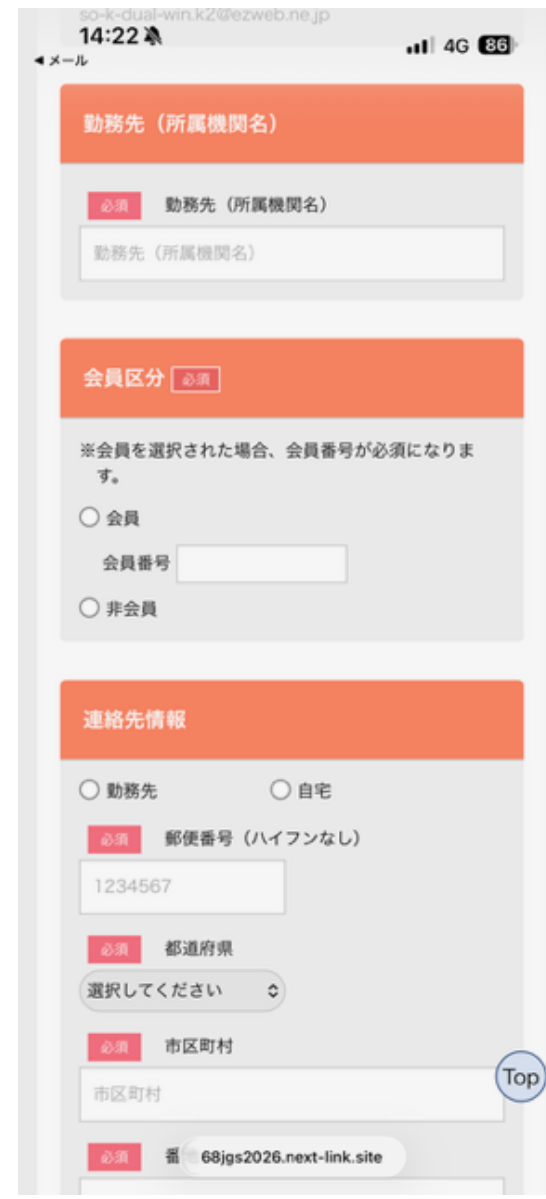 so-k-dual-win.k2@ezweb.ne.jp
14:22
4G 86
◀ メール
勤務先（所属機関名）
必須 勤務先（所属機関名）
勤務先（所属機関名）
会員区分 必須
※会員を選択された場合、会員番号が必須になりま
す。
会員
会員番号
非会員
連絡先情報
勤務先 自宅
必須 郵便番号（ハイフンなし）
1234567
必須 都道府県
選択してください
必須 市区町村
市区町村
Top
必須 番
68jgs2026.next-link.site